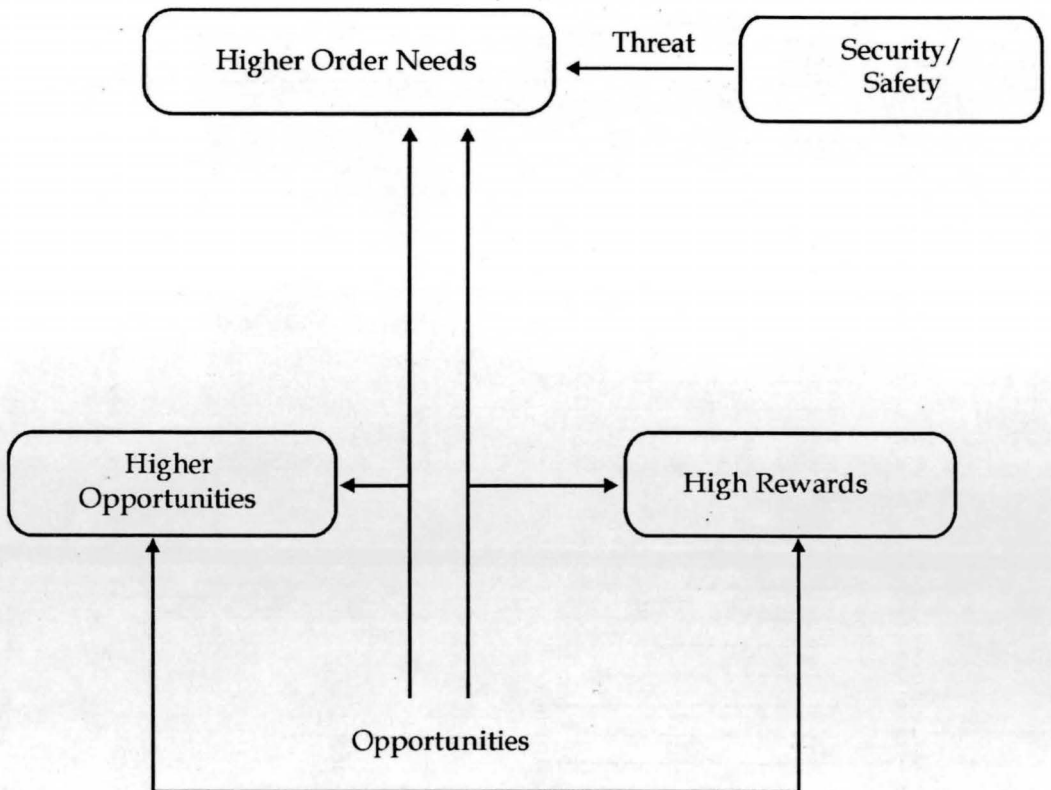 Higher Order Needs
Threat
Security/
Safety
Higher
Opportunities
High Rewards
Opportunities